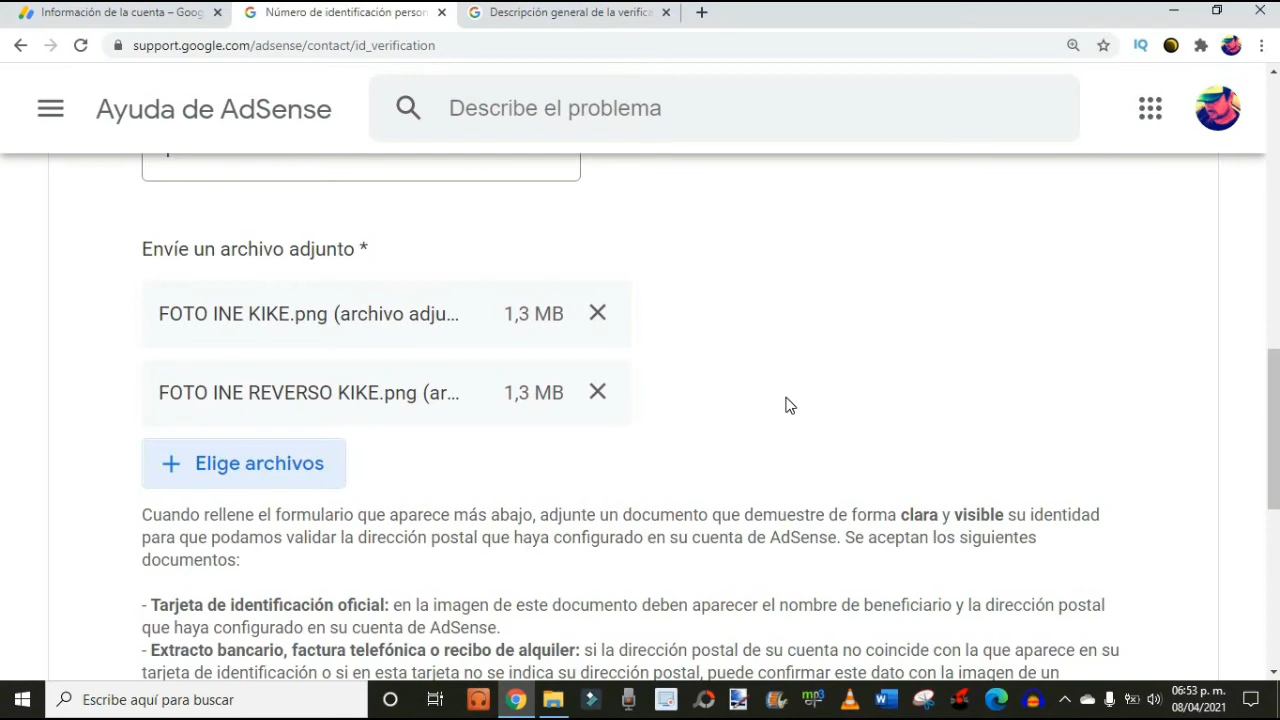 Información de la cuenta – Goog
Número de identificación person
Descripción general de la verifica
support.google.com/adsense/contact/id_verification
IQ
Ayuda de AdSense
Describe el problema
Envíe un archivo adjunto *
FOTO INE KIKE.png (archivo adju... 1,3 MB
FOTO INE REVERSO KIKE.png (ar... 1,3 MB
+ Elige archivos
Cuando rellene el formulario que aparece más abajo, adjunte un documento que demuestre de forma clara y visible su identidad
para que podamos validar la dirección postal que haya configurado en su cuenta de AdSense. Se aceptan los siguientes
documentos:
- Tarjeta de identificación oficial: en la imagen de este documento deben aparecer el nombre de beneficiario y la dirección postal
que haya configurado en su cuenta de AdSense.
- Extracto bancario, factura telefónica o recibo de alquiler: si la dirección postal de su cuenta no coincide con la que aparece en su
tarjeta de identificación o si en esta tarjeta no se indica su dirección postal, puede confirmar este dato con la imagen de un
Escribe aquí para buscar
mp3
06:53 p. m.
08/04/2021